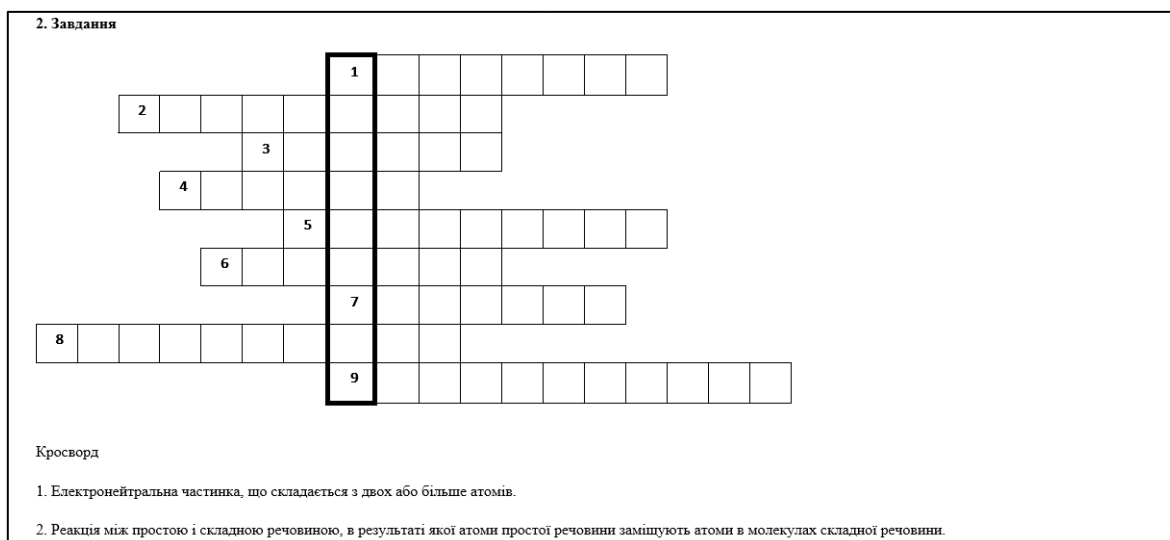 2. Завдання
1
2
3
4
5
6
7
8
9
Кросворд
1. Електронейтральна частинка, що складається з двох або більше атомів.
2. Реакція між простою і складною речовиною, в результаті якої атоми простої речовини заміщують атоми в молекулах складної речовини.